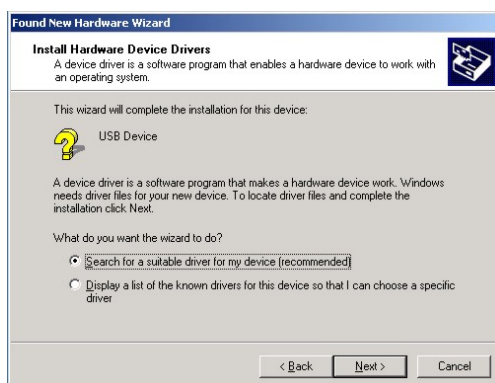 Found New Hardware Wizard
Install Hardware Device Drivers
A device driver is a software program that enables a hardware device to work with
an operating system.
This wizard will complete the installation for this device:
USB Device
A device driver is a software program that makes a hardware device work. Windows
needs driver files for your new device. To locate driver files and complete the
installation click Next.
What do you want the wizard to do?
Search for a suitable driver for my device (recommended)
Display a list of the known drivers for this device so that I can choose a specific
driver
< Back Next > Cancel